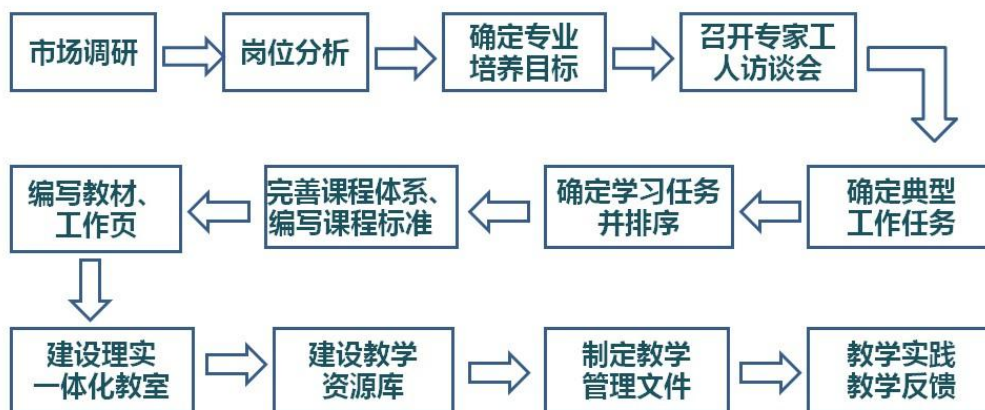 市场调研
岗位分析
确定专业
培养目标
召开专家工
人访谈会
确定典型
工作任务
确定学习任务
并排序
完善课程体系、
编写课程标准
编写教材、
工作页
建设理实
一体化教室
建设教学
资源库
制定教学
管理文件
教学实践
教学反馈